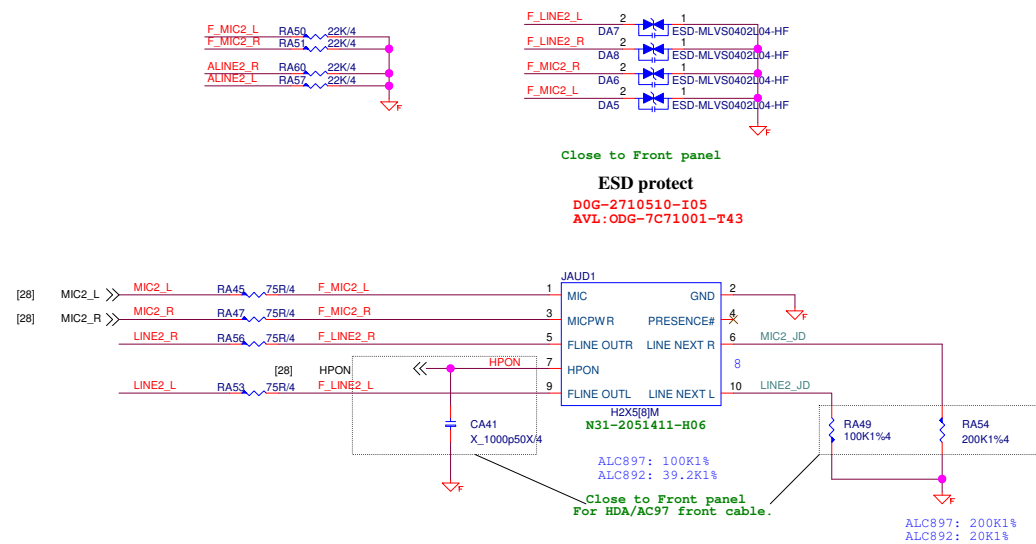 F_MIC2_L RA50 22K/4
F_MIC2_R RA51 22K/4
ALINE2_R RA60 22K/4
ALINE2_L RA57 22K/4
F
F_LINE2_L 2 1
DA7 ESD-MLVS0402L04-HF
F_LINE2_R 2 1
DA8 ESD-MLVS0402L04-HF
F_MIC2_R 2 1
DA6 ESD-MLVS0402L04-HF
F_MIC2_L 2 1
DA5 ESD-MLVS0402L04-HF
F
Close to Front panel
ESD protect
D0G-2710510-I05
AVL:ODG-7C71001-T43
JAUD1
[28] MIC2_L MIC2_L RA45 75R/4 F_MIC2_L 1 MIC GND 2
F
[28] MIC2_R MIC2_R RA47 75R/4 F_MIC2_R 3 MICPWR PRESENCE# 4
LINE2_R RA56 75R/4 F_LINE2_R 5 FLINE OUTR LINE NEXT R 6 MIC2_JD
[28] HPON HPON 7 HPON 8
LINE2_L RA53 75R/4 F_LINE2_L 9 FLINE OUTL LINE NEXT L 10 LINE2_JD
H2X5[8]M
N31-2051411-H06
CA41
X_1000p50X/4
F
RA49
100K1%4
RA54
200K1%4
F
ALC897: 100K1%
ALC892: 39.2K1%
Close to Front panel
For HDA/AC97 front cable.
ALC897: 200K1%
ALC892: 20K1%